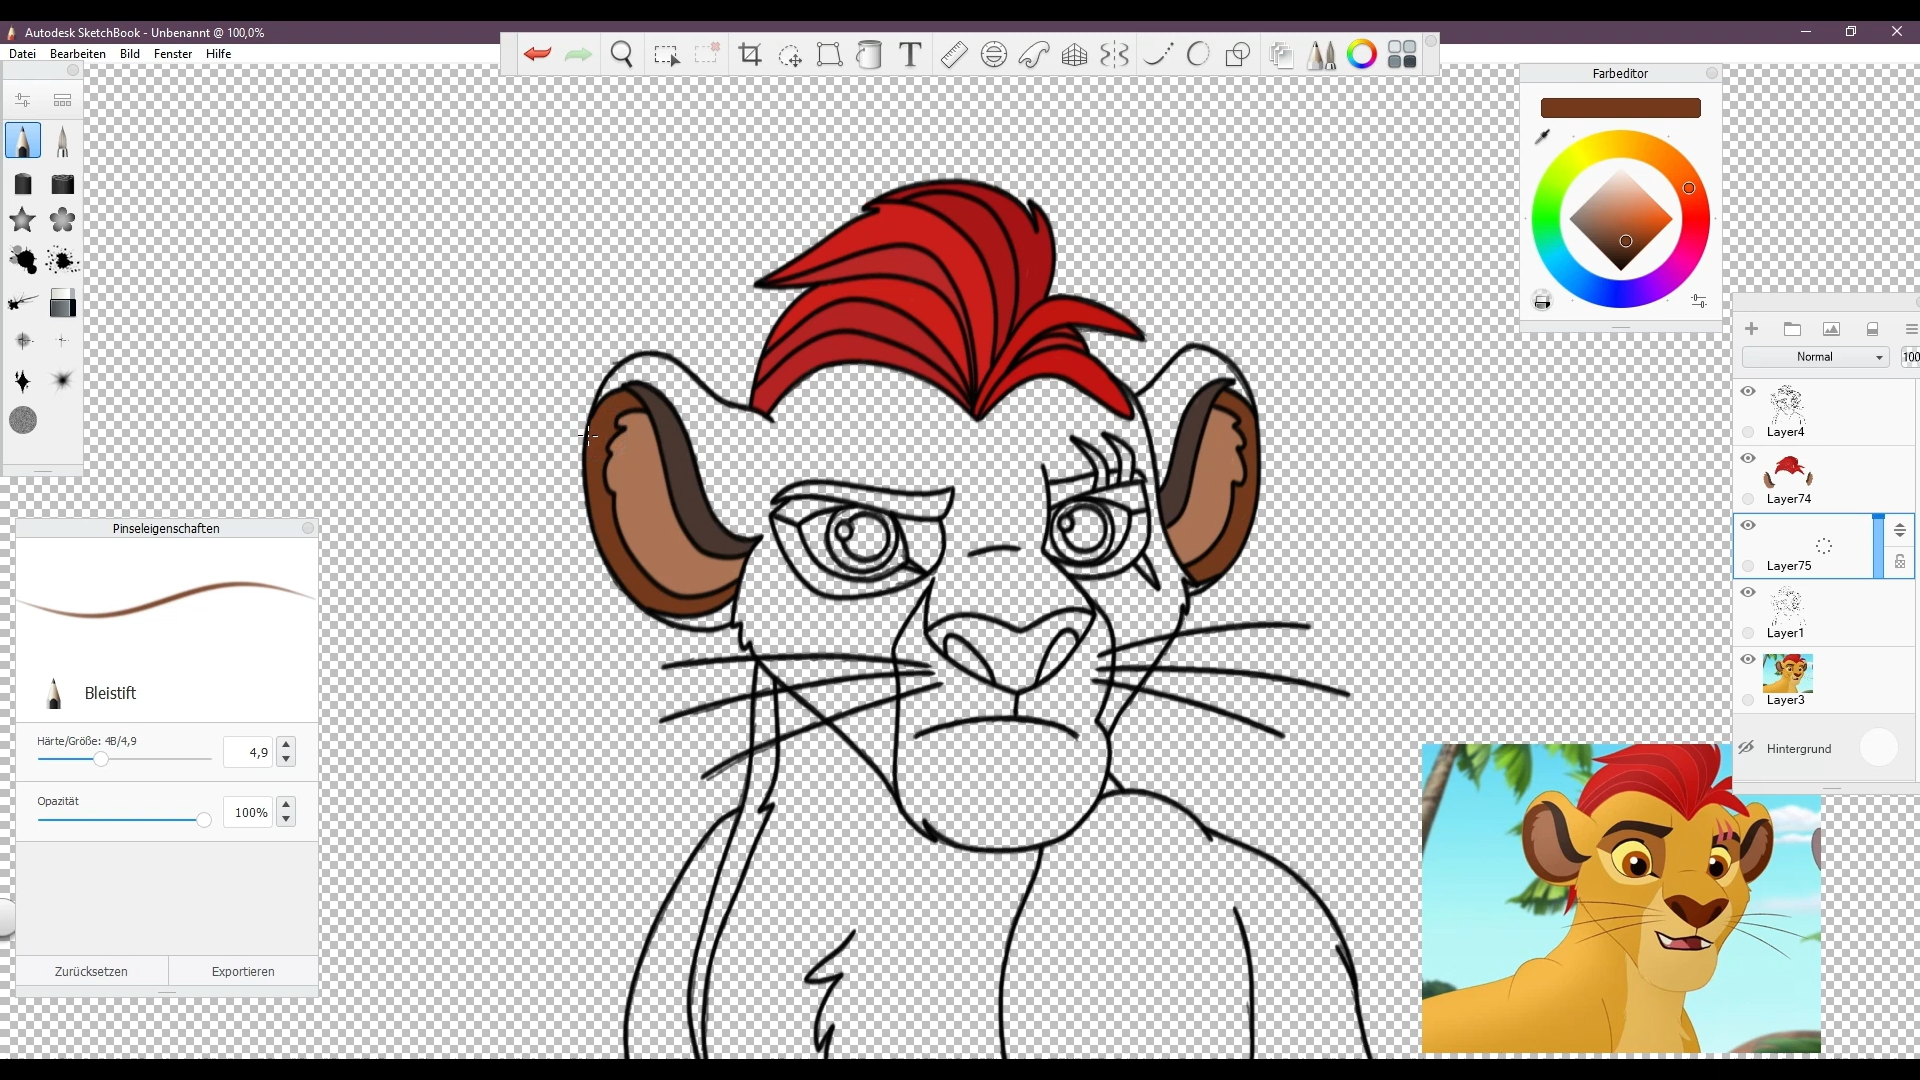 Autodesk SketchBook - Unbenannt @ 100,0%
Datei Bearbeiten Bild Fenster Hilfe
T
Farbeditor
Normal
100
Layer4
Layer74
Layer75
Layer1
Layer3
Hintergrund
Pinseleigenschaften
Bleistift
Härte/Größe: 4B/4,9
4,9
Opazität
100%
Zurücksetzen Exportieren